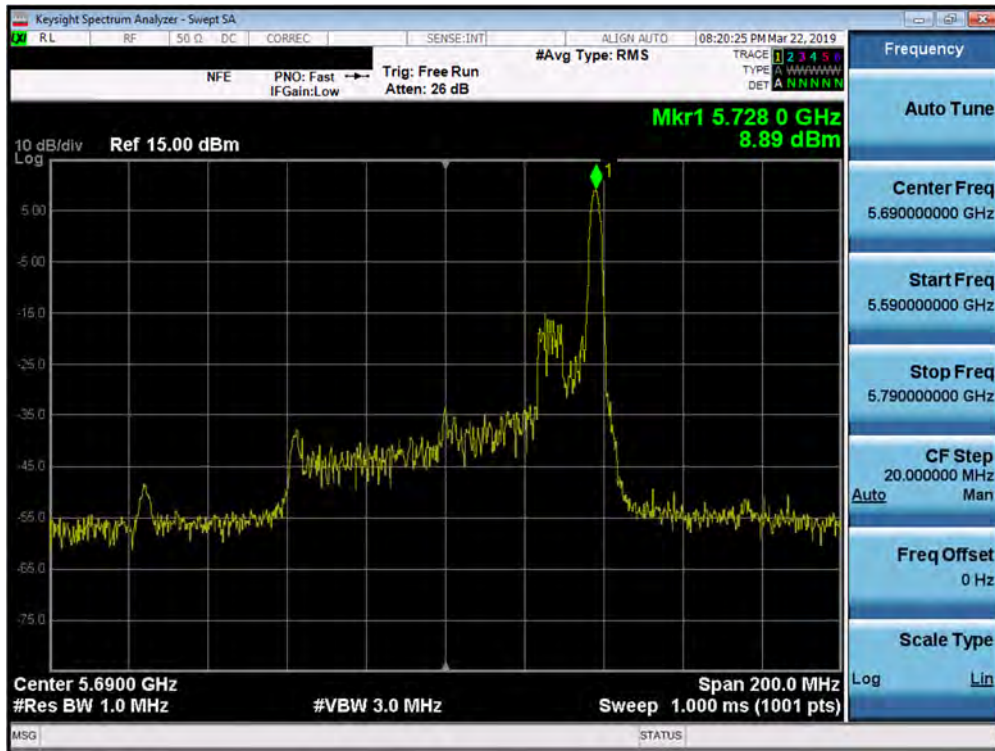 Keysight Spectrum Analyzer - Swept SA
LXI RL RF 50 Ω DC CORREC SENSE:INT ALIGN AUTO 08:20:25 PM Mar 22, 2019
NFE PNO: Fast Trig: Free Run #Avg Type: RMS TRACE 1 2 3 4 5 6
IFGain:Low Atten: 26 dB TYPE A WWWWW
DET A N N N N N
Mkr1 5.728 0 GHz
8.89 dBm
10 dB/div Ref 15.00 dBm
Log
1
5.00
-5.00
-15.0
-25.0
-35.0
-45.0
-55.0
-65.0
-75.0
Center 5.6900 GHz Span 200.0 MHz
#Res BW 1.0 MHz #VBW 3.0 MHz Sweep 1.000 ms (1001 pts)
MSG STATUS
Frequency
Auto Tune
Center Freq
5.690000000 GHz
Start Freq
5.590000000 GHz
Stop Freq
5.790000000 GHz
CF Step
20.000000 MHz
Auto Man
Freq Offset
0 Hz
Scale Type
Log Lin